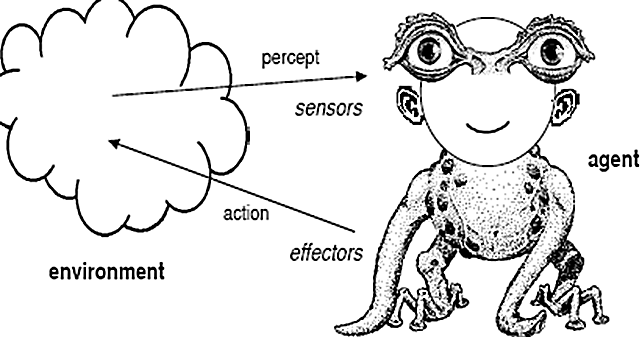 percept
sensors
agent
action
effectors
environment